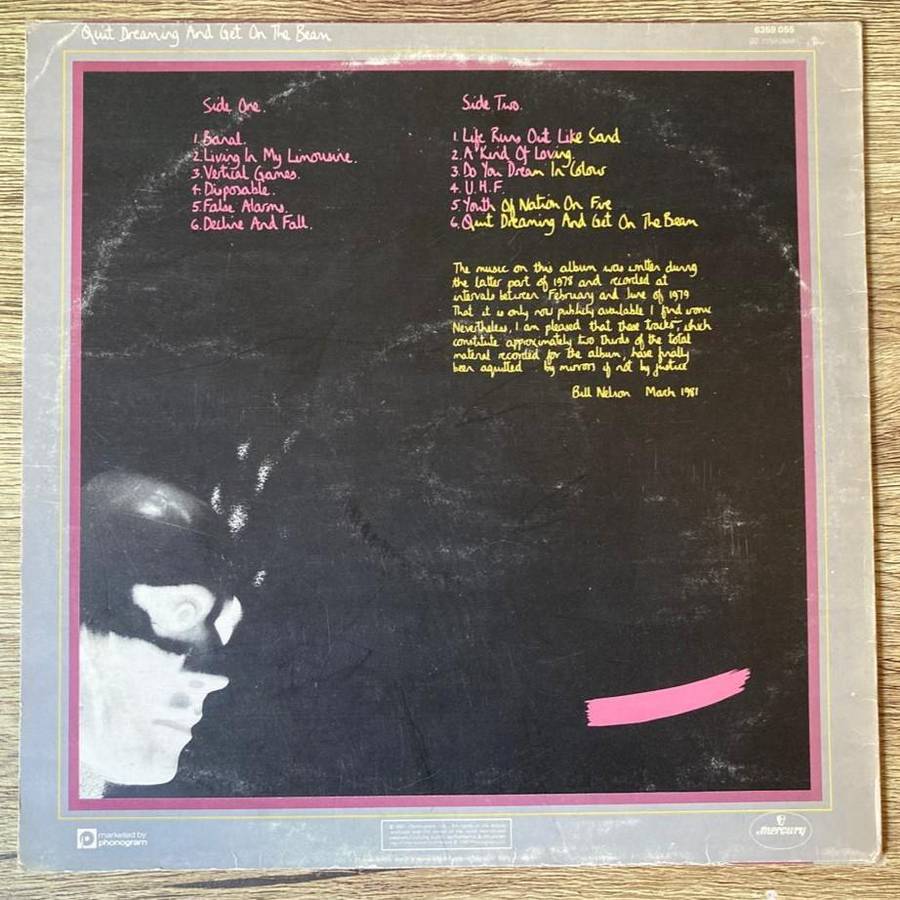 Quit Dreaming And Get On The Beam
6359 055
Side One.
1. Banal.
2. Living In My Limousine.
3. Vertical Games.
4. Disposable.
5. False Alarms.
6. Decline And Fall.
Side Two.
1. Life Runs Out Like Sand
2. A Kind Of Loving.
3. Do You Dream In Colour
4. U.H.F.
5. Youth Of Nation On Fire
6. Quit Dreaming And Get On The Beam
The music on this album was written during
the latter part of 1978 and recorded at
intervals between February and June of 1979
That it is only now publicly available I find ironic
Nevertheless, I am pleased that these tracks, which
constitute approximately two thirds of the total
material recorded for the album, have finally
been aquitted by mirrors if not by justice
Bill Nelson March 1981
marketed by
phonogram
mercury